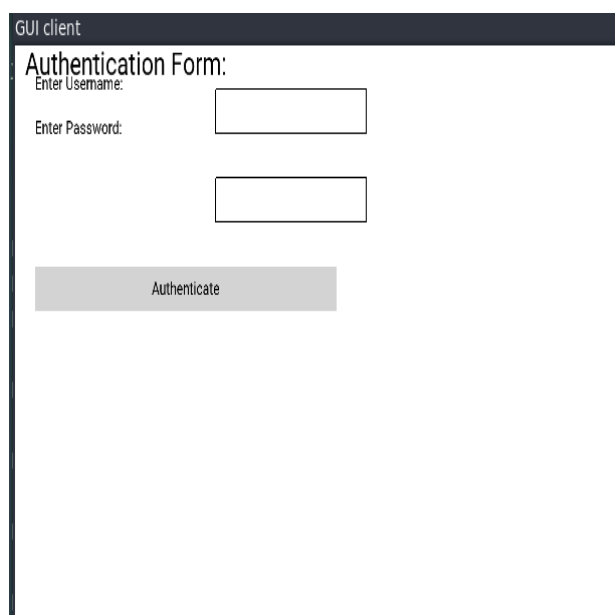 GUI client
Authentication Form:
Enter Username:
Enter Password:
Authenticate